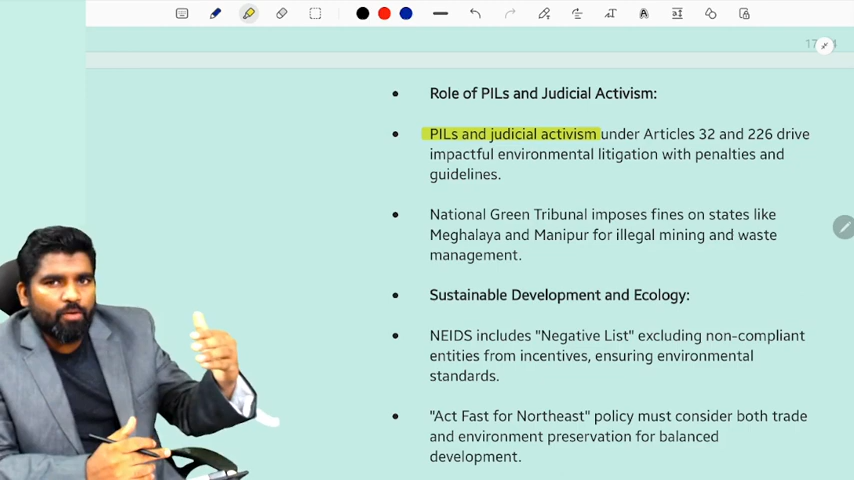 Role of PILs and Judicial Activism:
PILs and judicial activism under Articles 32 and 226 drive
impactful environmental litigation with penalties and
guidelines.
National Green Tribunal imposes fines on states like
Meghalaya and Manipur for illegal mining and waste
management.
Sustainable Development and Ecology:
NEIDS includes "Negative List" excluding non-compliant
entities from incentives, ensuring environmental
standards.
"Act Fast for Northeast" policy must consider both trade
and environment preservation for balanced
development.